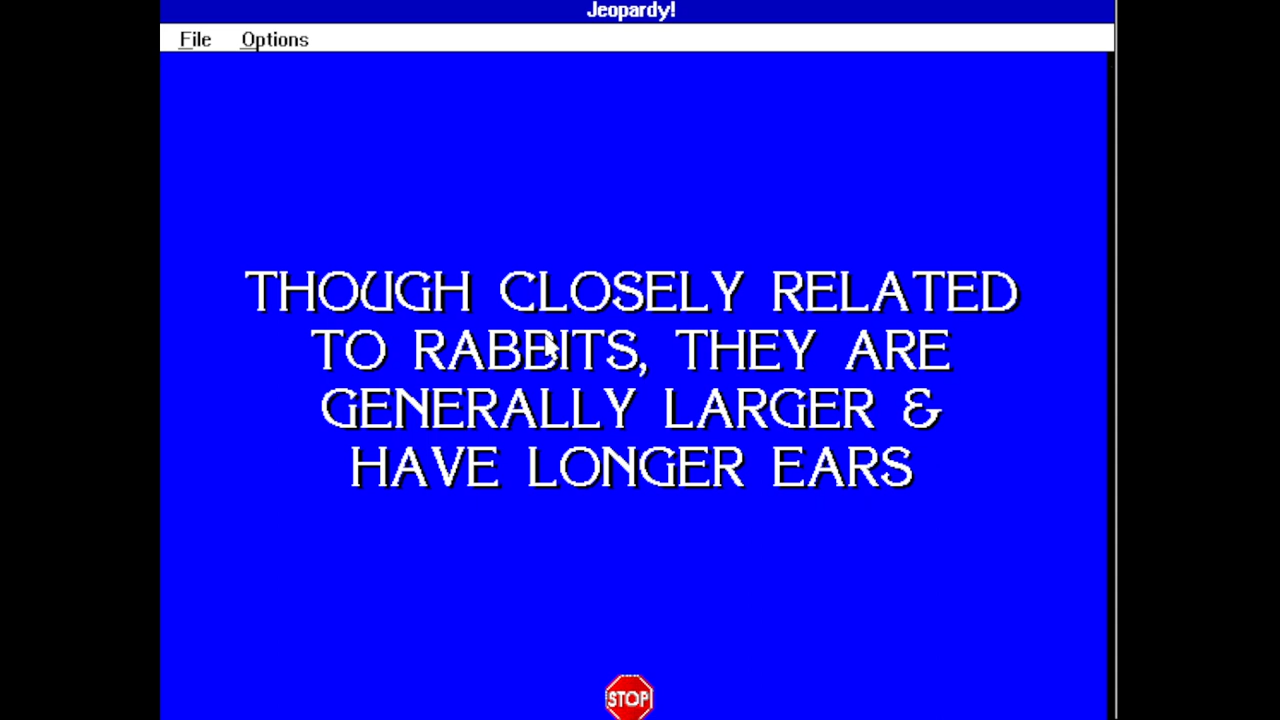 Jeopardy!
File Options
THOUGH CLOSELY RELATED
TO RABBITS, THEY ARE
GENERALLY LARGER &
HAVE LONGER EARS
STOP